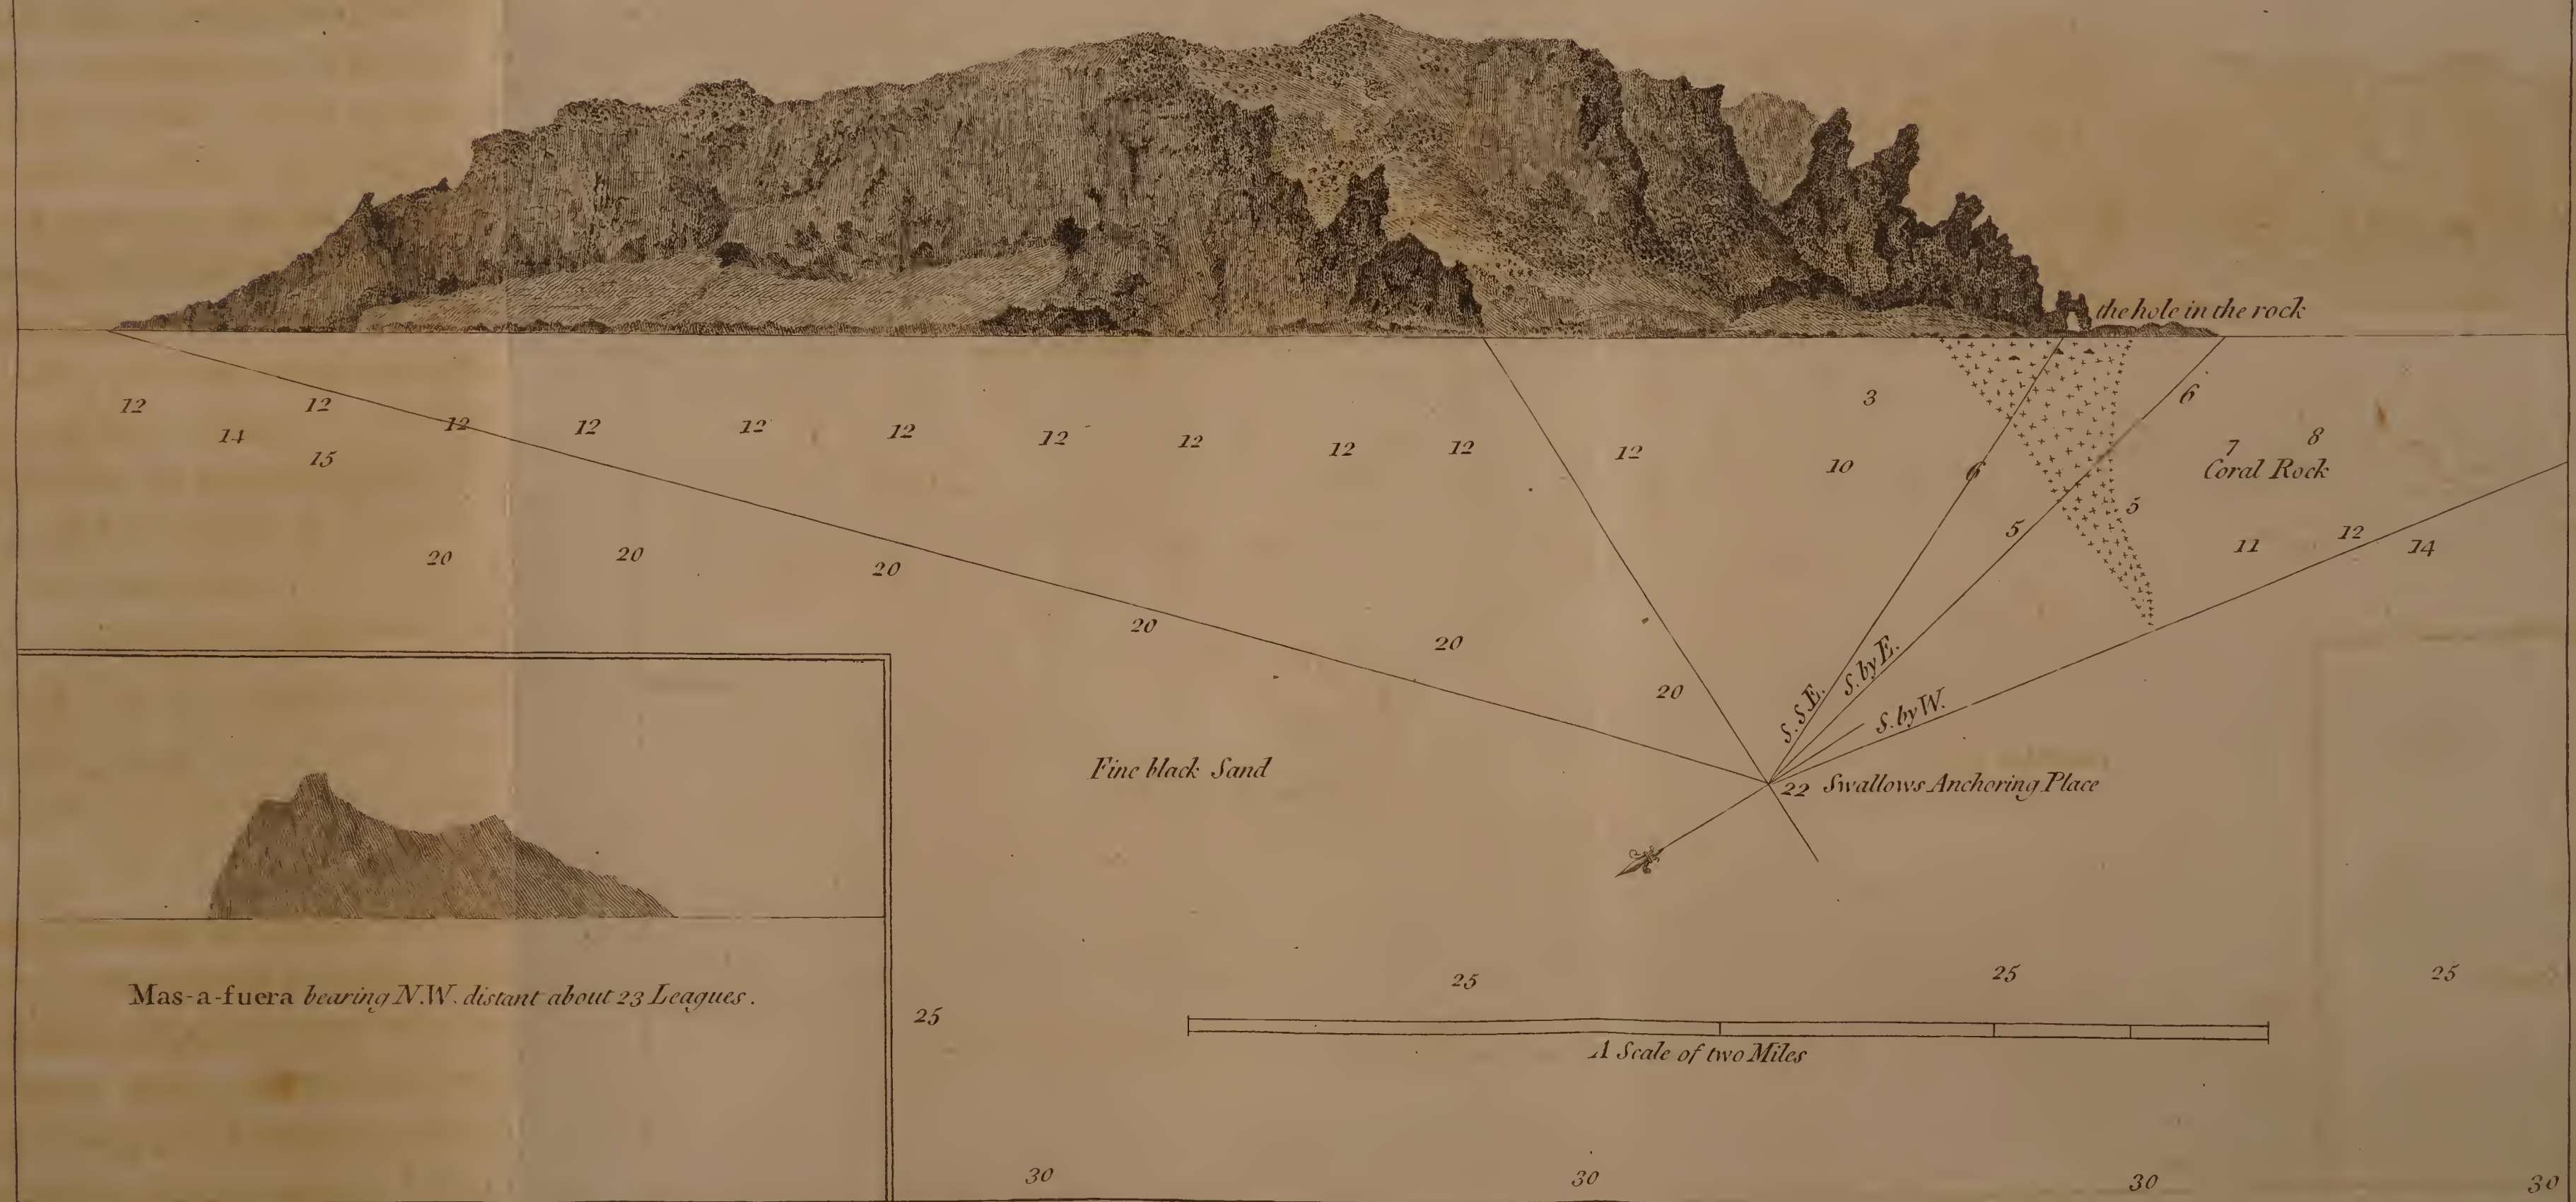 the hole in the rock
12 12 12 12 12 12 12 12 12 12 12 3 6
14 15 10 6 7 8
Coral Rock
5 5
20 20 20 11 12 14
20 20
20
S.S.E. S. by E.
S. by W.
Fine black Sand
22 Swallows Anchoring Place
Mas-a-fuera bearing N.W. distant about 23 Leagues.
25 25 25 25
A Scale of two Miles
30 30 30 30